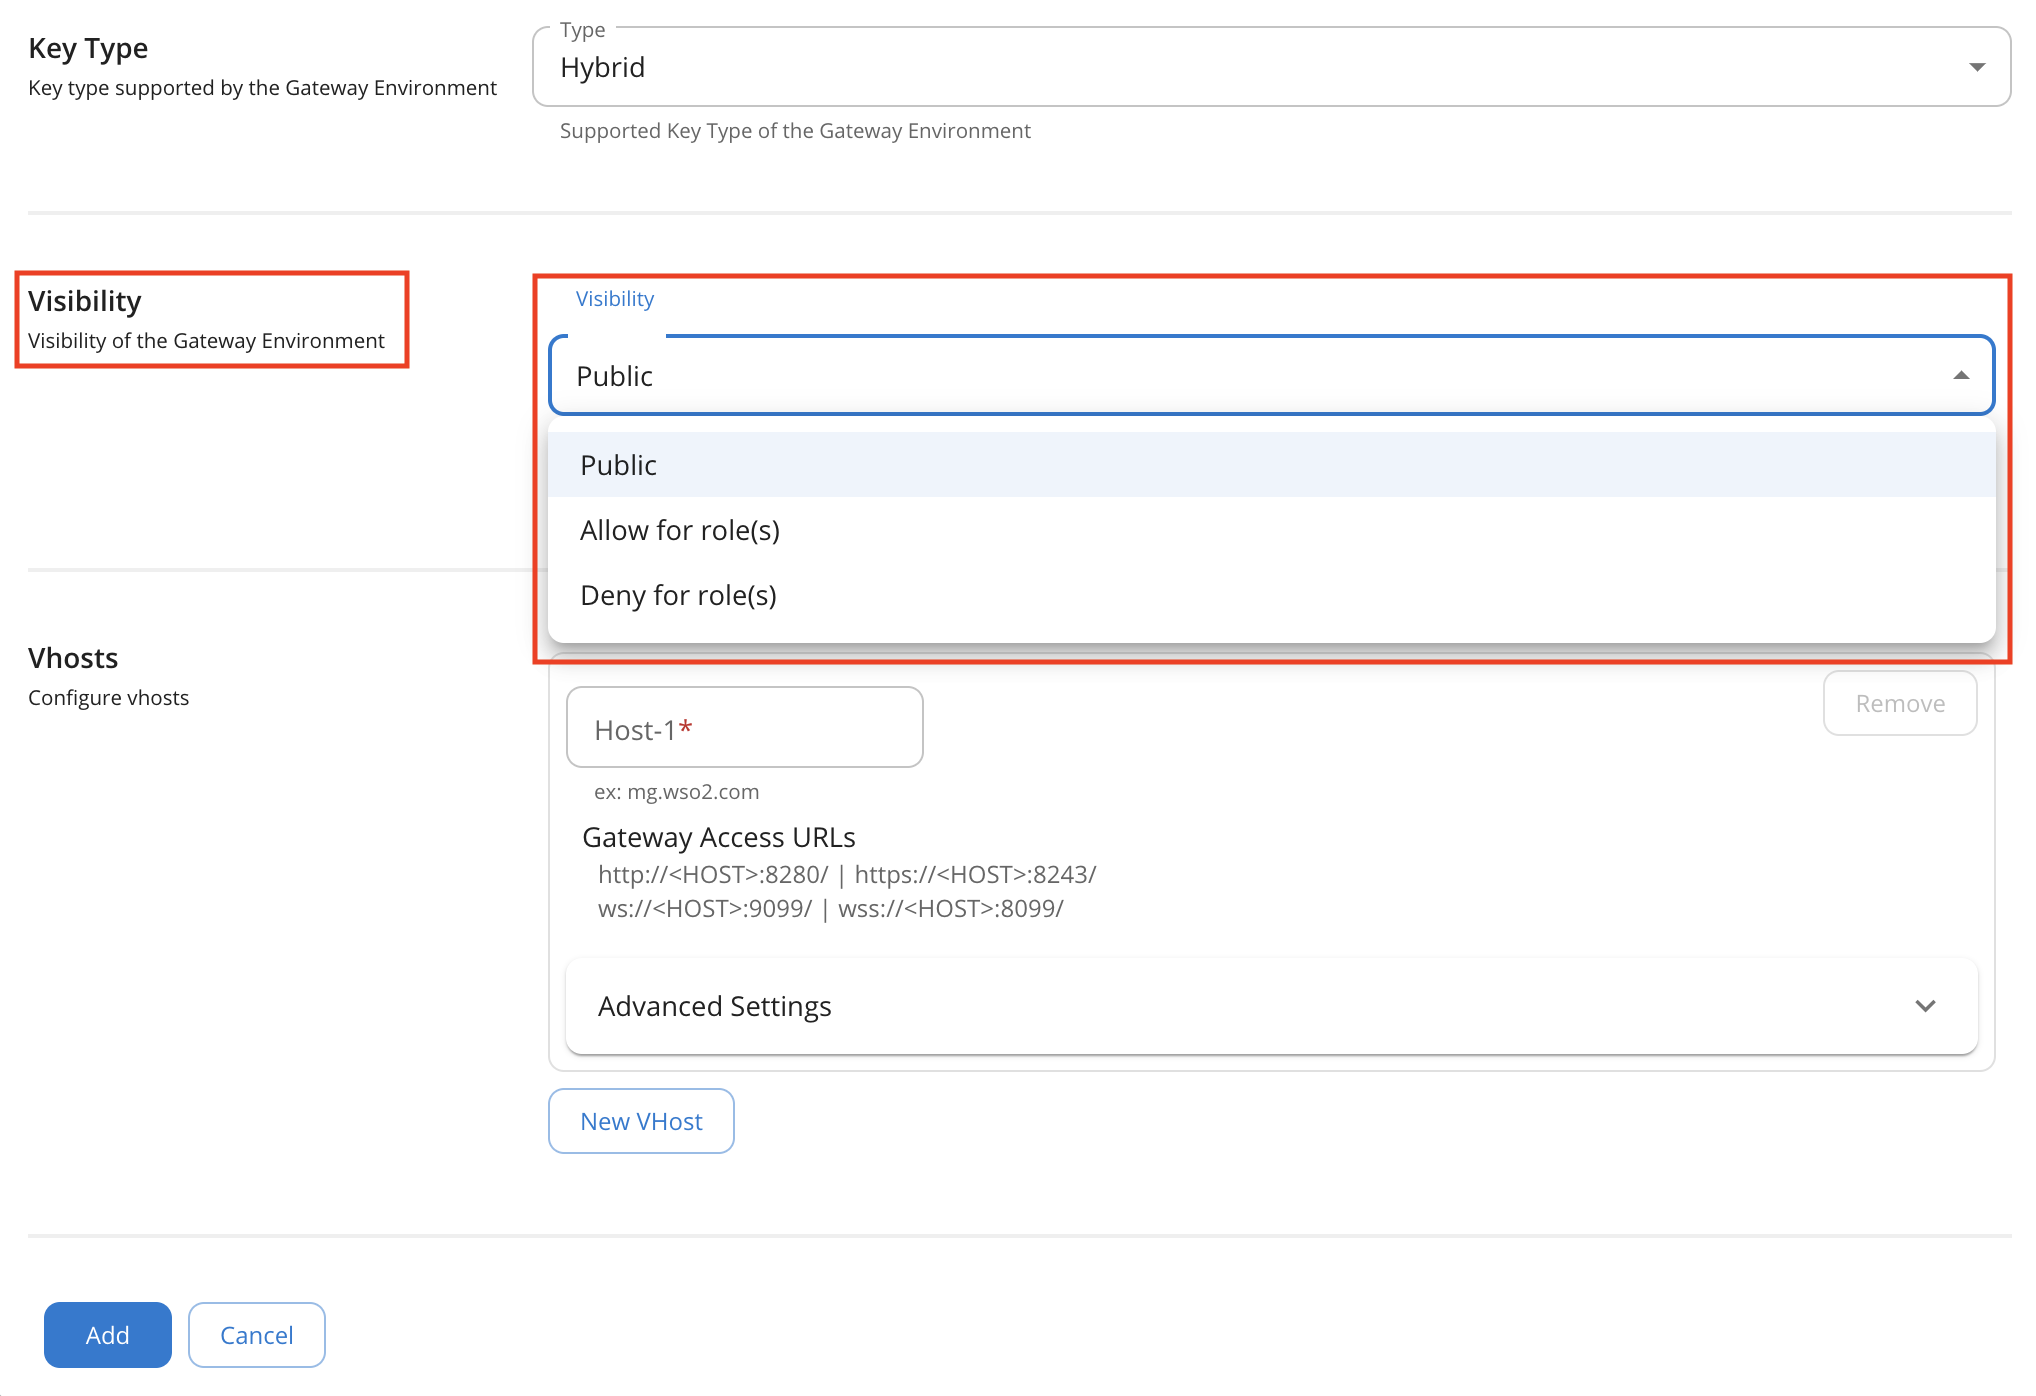 Key Type
Key type supported by the Gateway Environment
Type
Hybrid
Supported Key Type of the Gateway Environment
Visibility
Visibility of the Gateway Environment
Visibility
Public
Public
Allow for role(s)
Deny for role(s)
Vhosts
Configure vhosts
Remove
Host-1*
ex: mg.wso2.com
Gateway Access URLs
http://<HOST>:8280/ | https://<HOST>:8243/
ws://<HOST>:9099/ | wss://<HOST>:8099/
Advanced Settings
New VHost
Add
Cancel